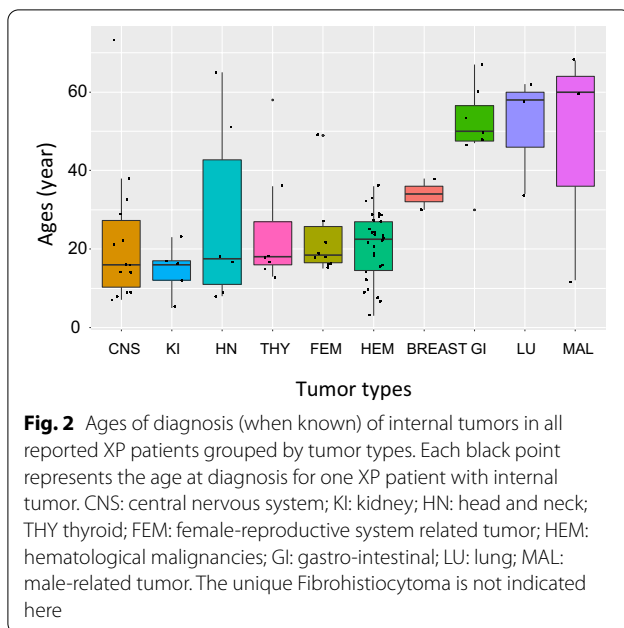 Ages (year)
60
40
20
0
CNS KI HN THY FEM HEM BREAST GI LU MAL
Tumor types
Fig. 2 Ages of diagnosis (when known) of internal tumors in all
reported XP patients grouped by tumor types. Each black point
represents the age at diagnosis for one XP patient with internal
tumor. CNS: central nervous system; KI: kidney; HN: head and neck;
THY thyroid; FEM: female-reproductive system related tumor; HEM:
hematological malignancies; GI: gastro-intestinal; LU: lung; MAL:
male-related tumor. The unique Fibrohistiocytoma is not indicated
here